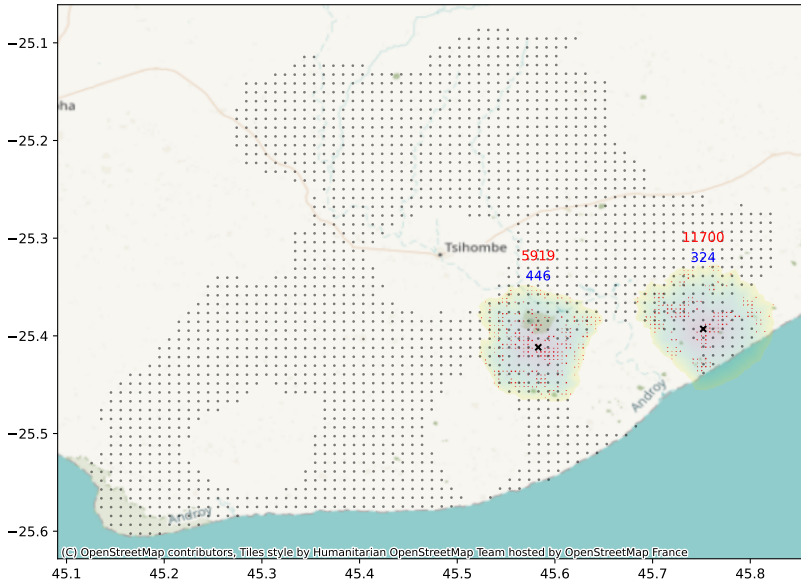 −25.1
ha
−25.2
Tsihombe
−25.3
11700
324
5919
446
−25.4
Androy
−25.5
Androy
−25.6
(C) OpenStreetMap contributors, Tiles style by Humanitarian OpenStreetMap Team hosted by OpenStreetMap France
45.1 45.2 45.3 45.4 45.5 45.6 45.7 45.8